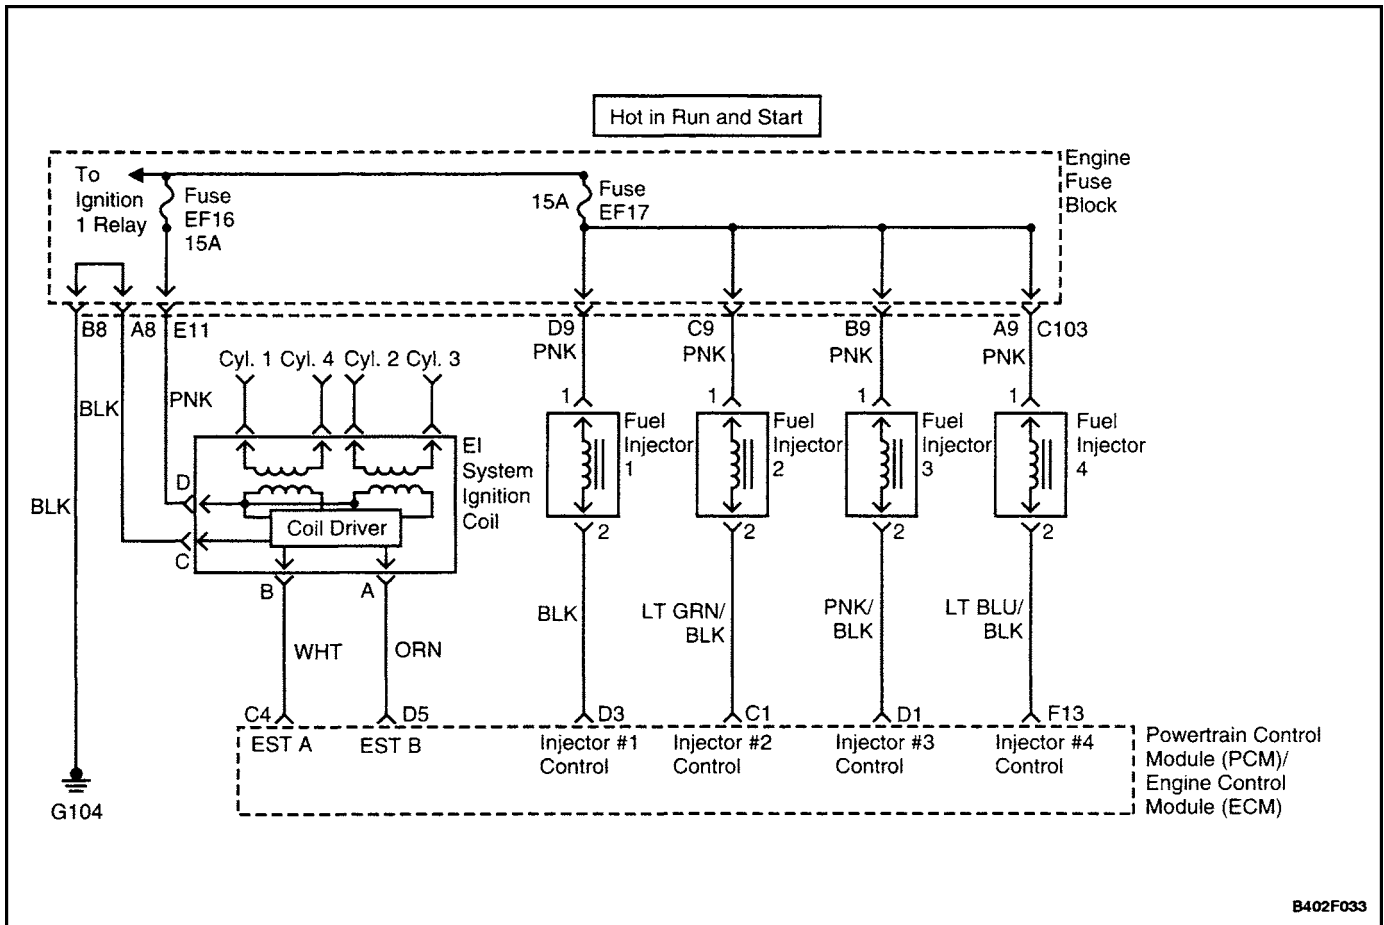 Hot in Run and Start
To
Ignition
1 Relay
Fuse
EF16
15A
15A
Fuse
EF17
Engine
Fuse
Block
B8
A8
E11
D9
PNK
C9
PNK
B9
PNK
A9
C103
PNK
Cyl. 1
Cyl. 4
Cyl. 2
Cyl. 3
BLK
PNK
BLK
D
C
Coil Driver
EI
System
Ignition
Coil
B
A
WHT
ORN
1
Fuel
Injector
1
2
1
Fuel
Injector
2
2
1
Fuel
Injector
3
2
1
Fuel
Injector
4
2
BLK
LT GRN/
BLK
PNK/
BLK
LT BLU/
BLK
C4
D5
D3
C1
D1
F13
EST A
EST B
Injector #1
Control
Injector #2
Control
Injector #3
Control
Injector #4
Control
Powertrain Control
Module (PCM)/
Engine Control
Module (ECM)
G104
B402F033